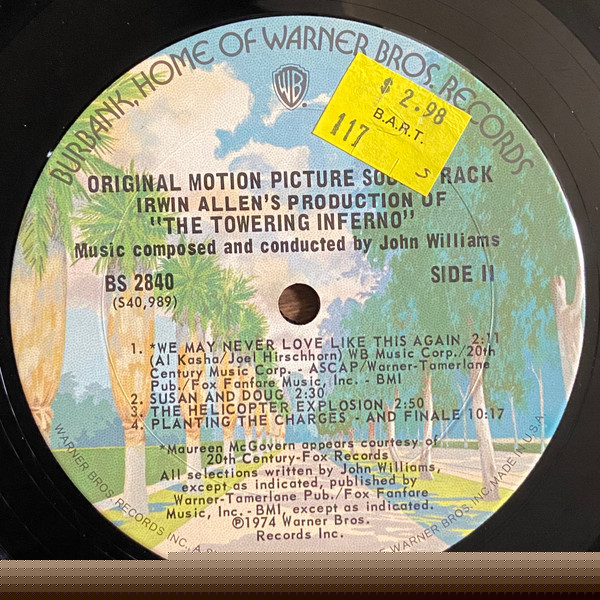 BURBANK, HOME OF WARNER BROS. RECORDS
WB
$2.98
B.A.R.T.
117
S
ORIGINAL MOTION PICTURE RACK
IRWIN ALLEN'S PRODUCTION OF
"THE TOWERING INFERNO"
Music composed and conducted by John Williams
BS 2840
SIDE II
(S40,989)
1. *WE MAY NEVER LOVE LIKE THIS AGAIN 2:11
(Al Kasha/Joel Hirschhorn) WB Music Corp./20th
Century Music Corp. - ASCAP/Warner-Tamerlane
Pub./Fox Fanfare Music, Inc. - BMI
2. SUSAN AND DOUG 2:30
3. THE HELICOPTER EXPLOSION 2:50
4. PLANTING THE CHARGES - AND FINALE 10:17
*Maureen McGovern appears courtesy of
20th Century-Fox Records
All selections written by John Williams,
except as indicated, published by
Warner-Tamerlane Pub./Fox Fanfare
Music, Inc. - BMI, except as indicated.
℗1974 Warner Bros.
Records Inc.
WARNER BROS. RECORDS INC., A WARNER BROS. INC. MADE IN U.S.A.